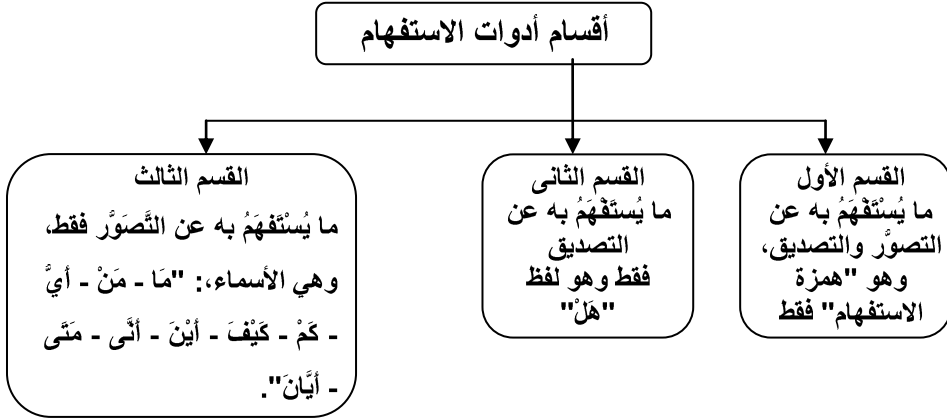 أقسام أدوات الاستفهام
القسم الأول
ما يُسْتَفْهَمُ به عن
التصوُّر والتصديق،
وهو "همزة
الاستفهام" فقط
القسم الثانى
ما يُستَفْهَمُ به عن
التصديق
فقط وهو لفظ
"هَلْ"
القسم الثالث
ما يُسْتَفهَمُ به عن التَّصَوَّر فقط،
وهي الأسماء،: "مَا - مَنْ - أيَّ
- كَمْ - كَيْفَ - أيْنَ - أنَّى - مَتَى
- أيَّانَ".